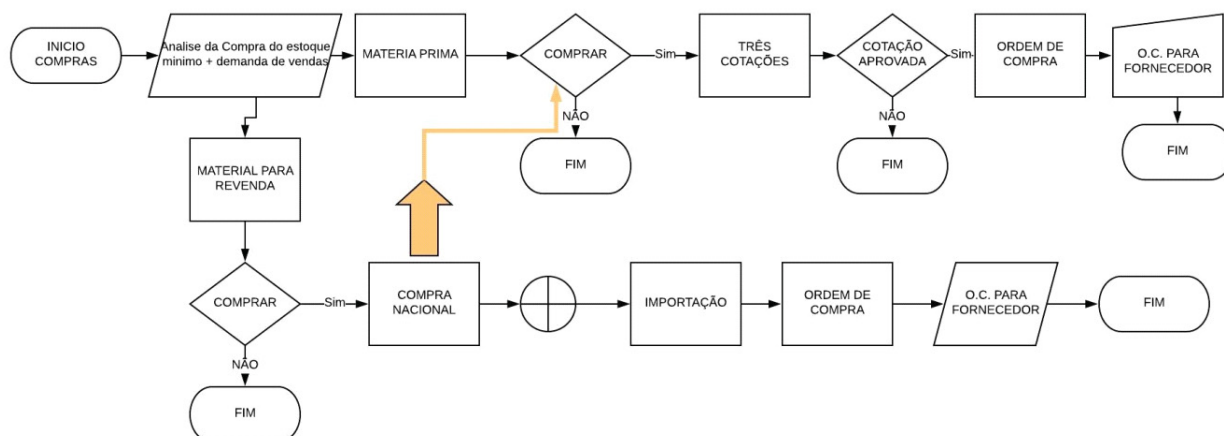 INICIO
COMPRAS
Analise da Compra do estoque
minimo + demanda de vendas
MATERIA PRIMA
COMPRAR
Sim
TRÊS
COTAÇÕES
COTAÇÃO
APROVADA
Sim
ORDEM DE
COMPRA
O.C. PARA
FORNECEDOR
NÃO
FIM
NÃO
FIM
FIM
MATERIAL PARA
REVENDA
COMPRAR
Sim
COMPRA
NACIONAL
IMPORTAÇÃO
ORDEM DE
COMPRA
O.C. PARA
FORNECEDOR
FIM
NÃO
FIM